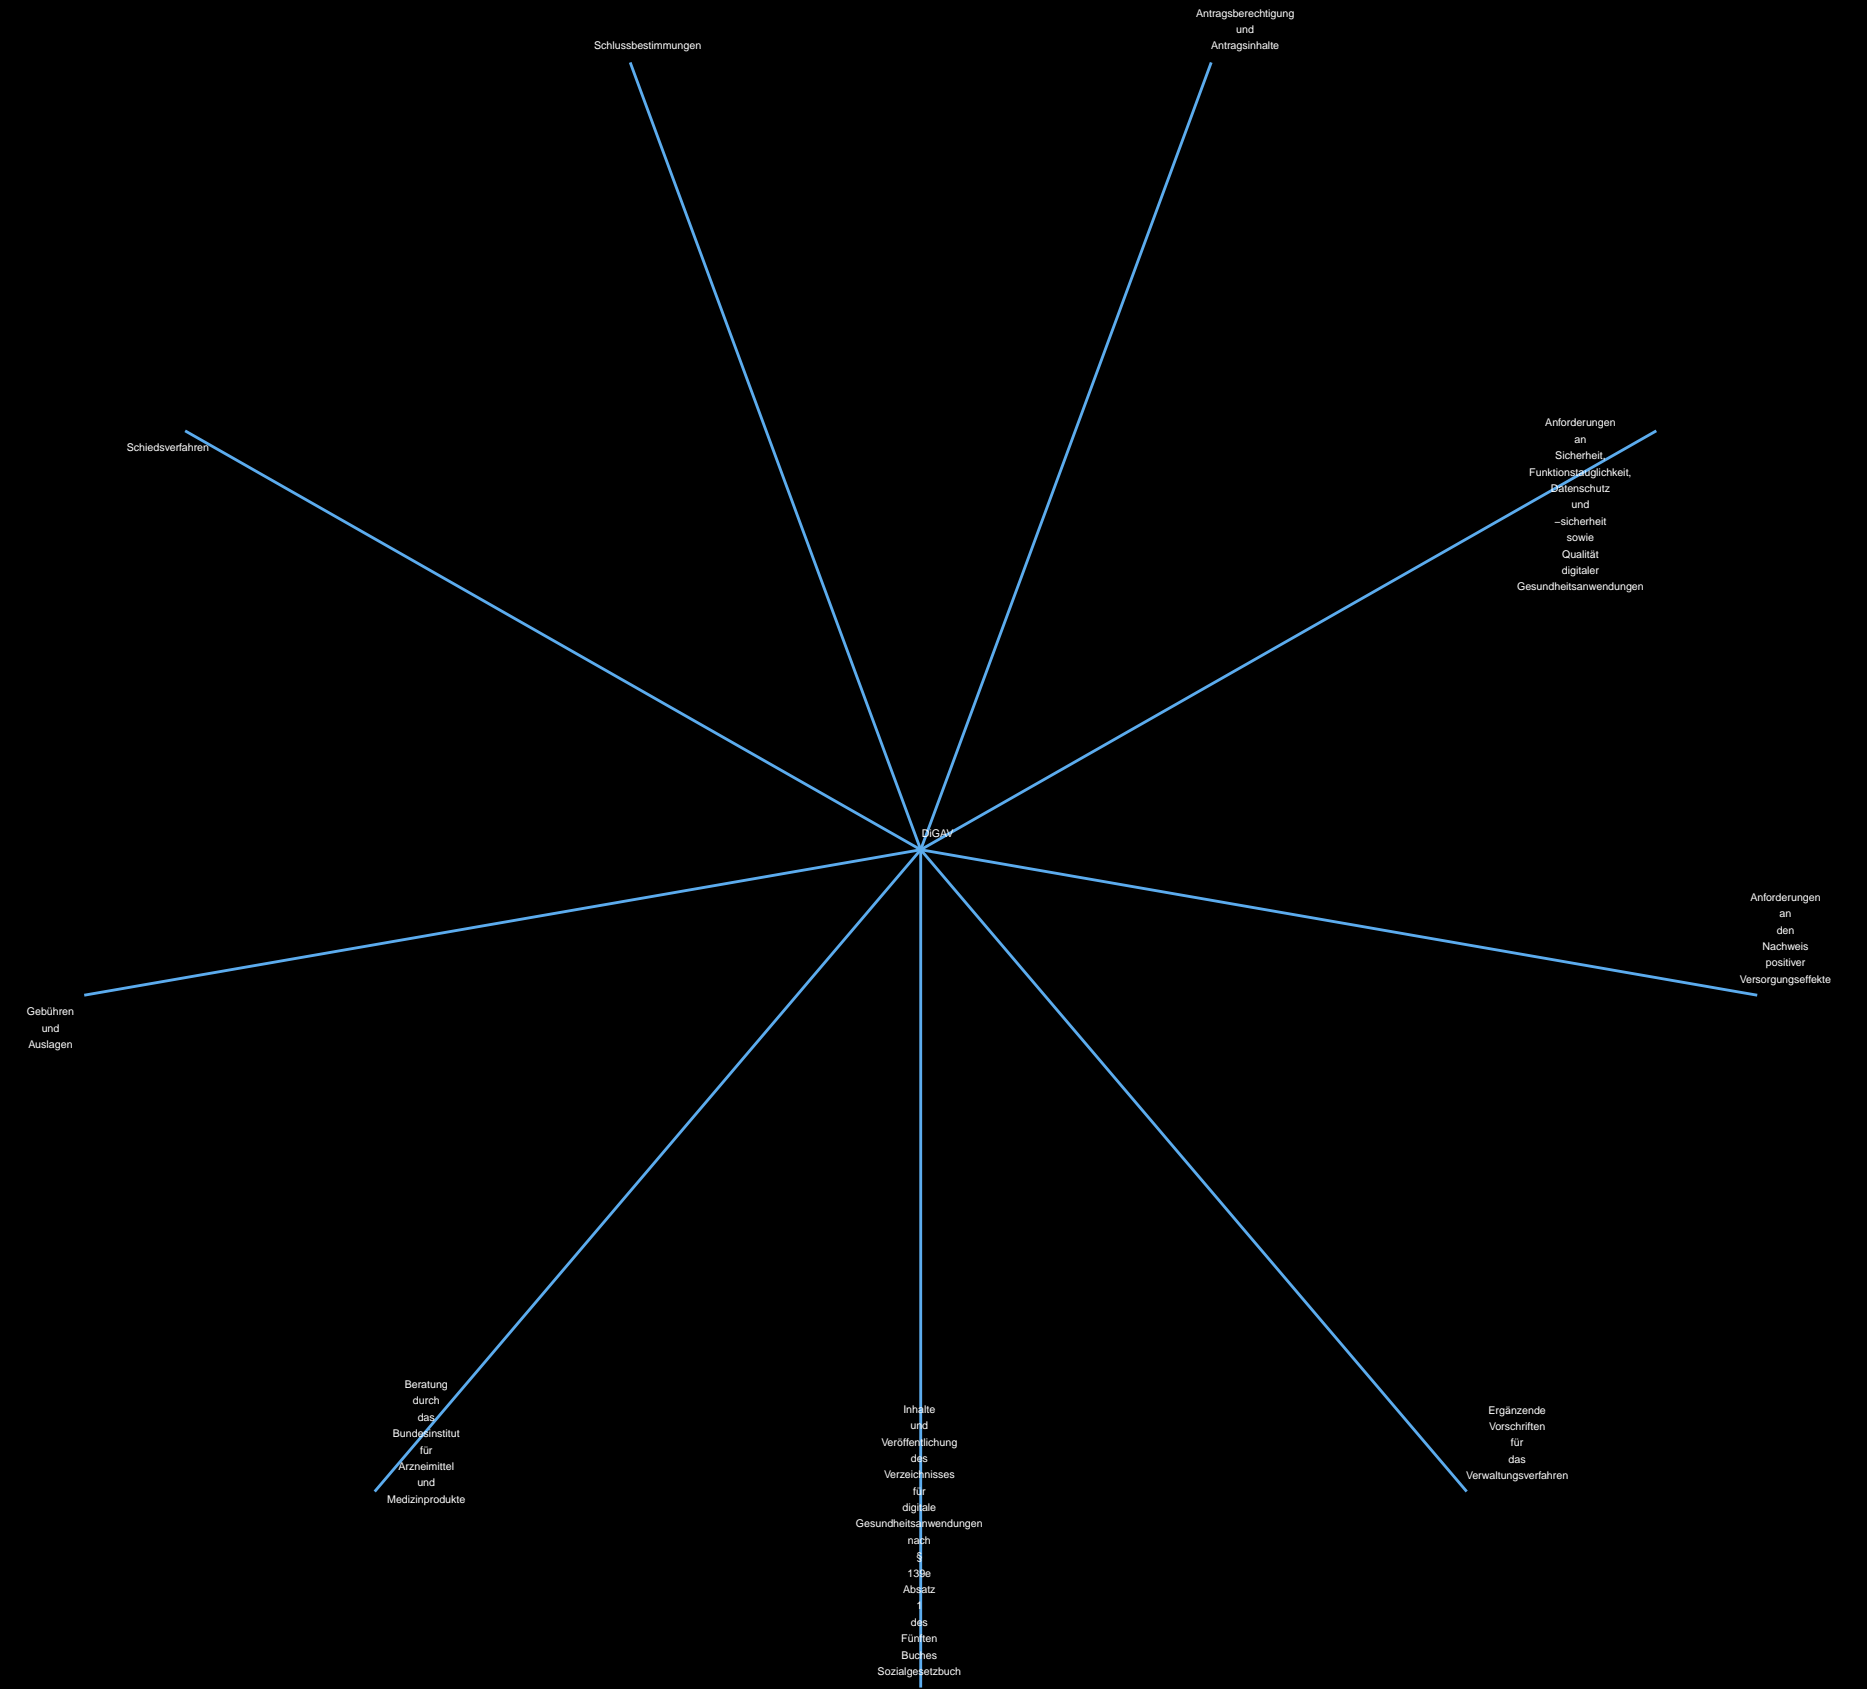 Antragsberechtigung
und
Antragsinhalte
Schlussbestimmungen
Anforderungen
an
Sicherheit,
Funktionstauglichkeit,
Datenschutz
und
−sicherheit
sowie
Qualität
digitaler
Gesundheitsanwendungen
Schiedsverfahren
DiGAV
Anforderungen
an
den
Nachweis
positiver
Versorgungseffekte
Gebühren
und
Auslagen
Beratung
durch
das
Bundesinstitut
für
Arzneimittel
und
Medizinprodukte
Inhalte
und
Veröffentlichung
des
Verzeichnisses
für
digitale
Gesundheitsanwendungen
nach
§
139e
Absatz
1
des
Fünften
Buches
Sozialgesetzbuch
Ergänzende
Vorschriften
für
das
Verwaltungsverfahren